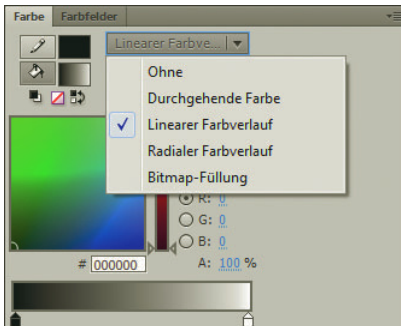 Farbe Farbfelder
Linearer Farbve...
Ohne
Durchgehende Farbe
Linearer Farbverlauf
Radialer Farbverlauf
Bitmap-Füllung
R: 0
G: 0
B: 0
# 000000 A: 100 %